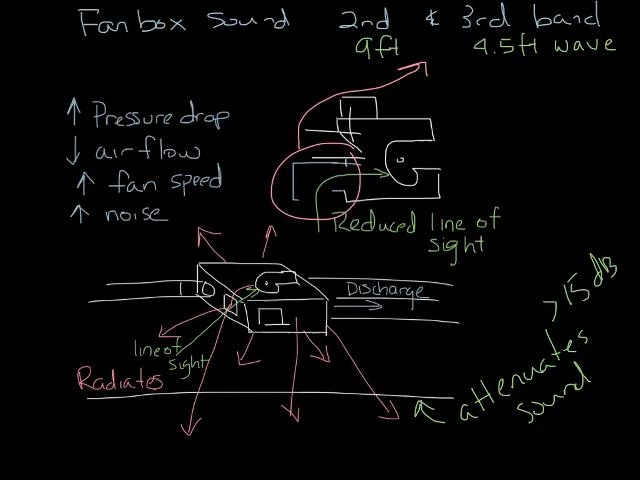 Fan box sound 2nd & 3rd band
9ft 4.5ft wave
↑ Pressure drop
↓ airflow
↑ fan speed
↑ noise
Reduced line of
sight
Discharge
line of
sight
Radiates
> 15 dB
↑ attenuates
sound